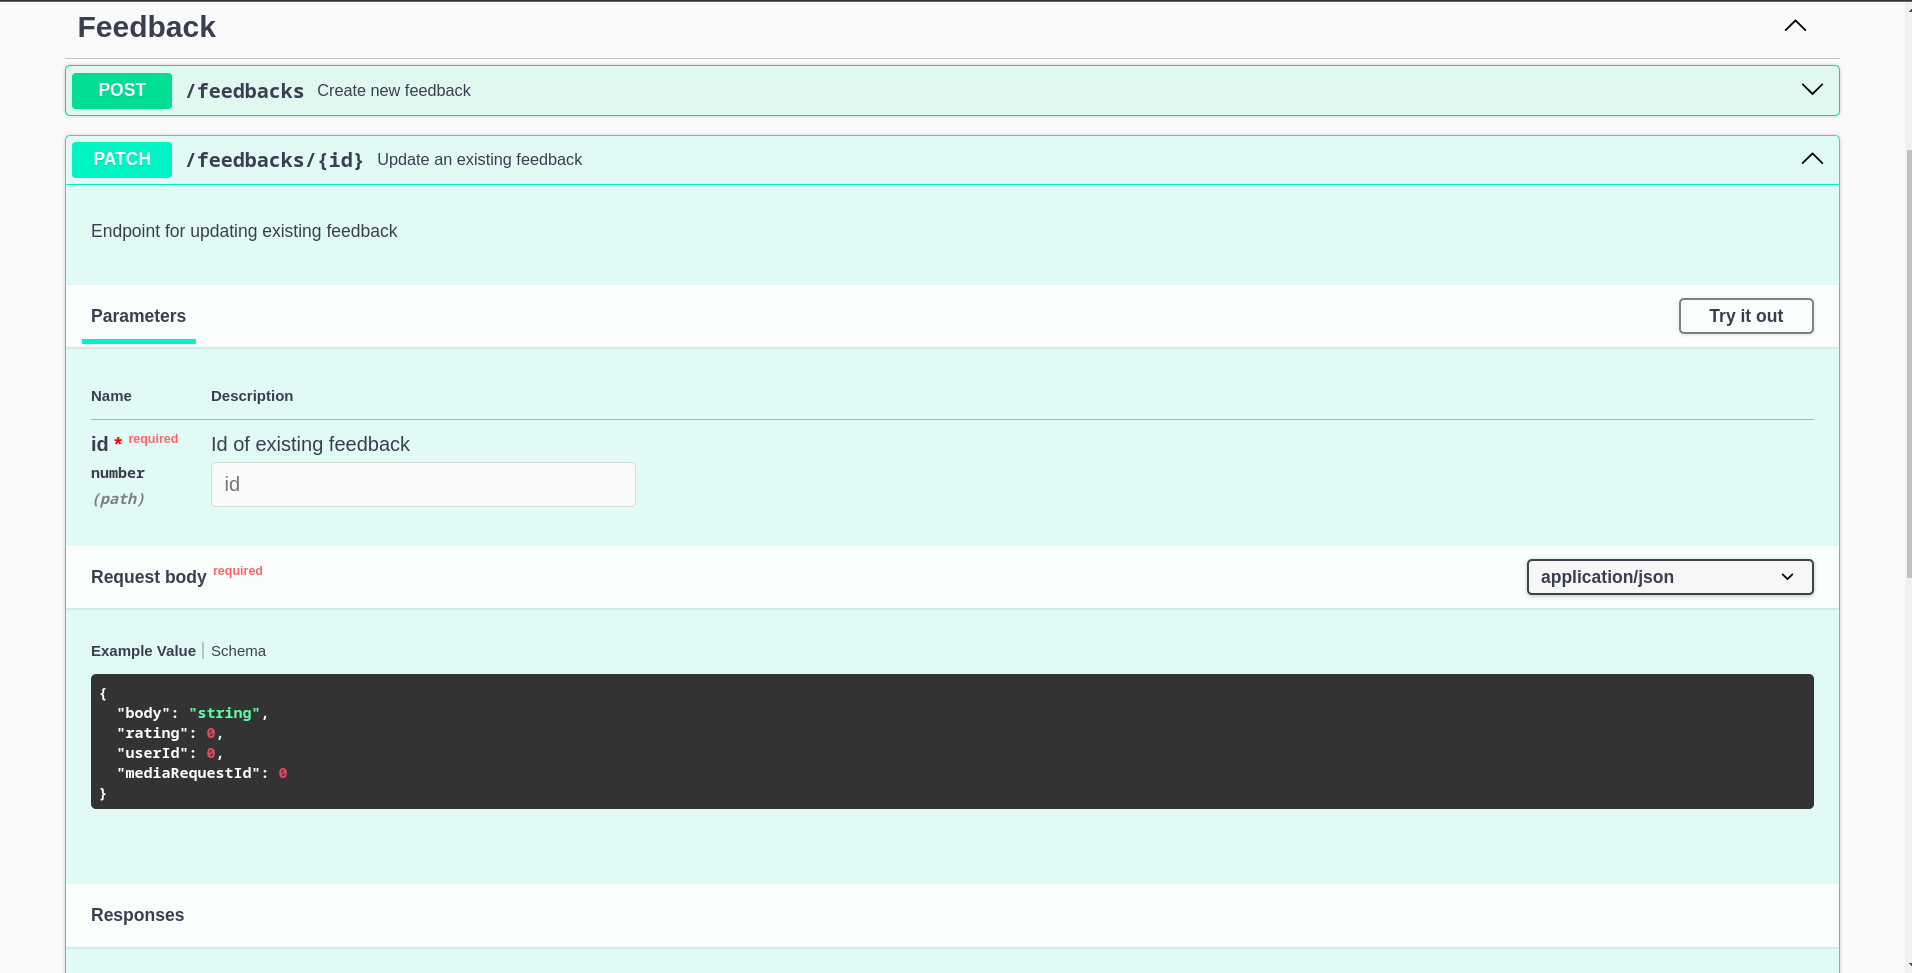 Feedback
POST /feedbacks Create new feedback
PATCH /feedbacks/{id} Update an existing feedback
Endpoint for updating existing feedback
Parameters Try it out
Name Description
id * required Id of existing feedback
number
id
(path)
Request body required application/json
Example Value Schema
{
"body": "string",
"rating": 0,
"userId": 0,
"mediaRequestId": 0
}
Responses